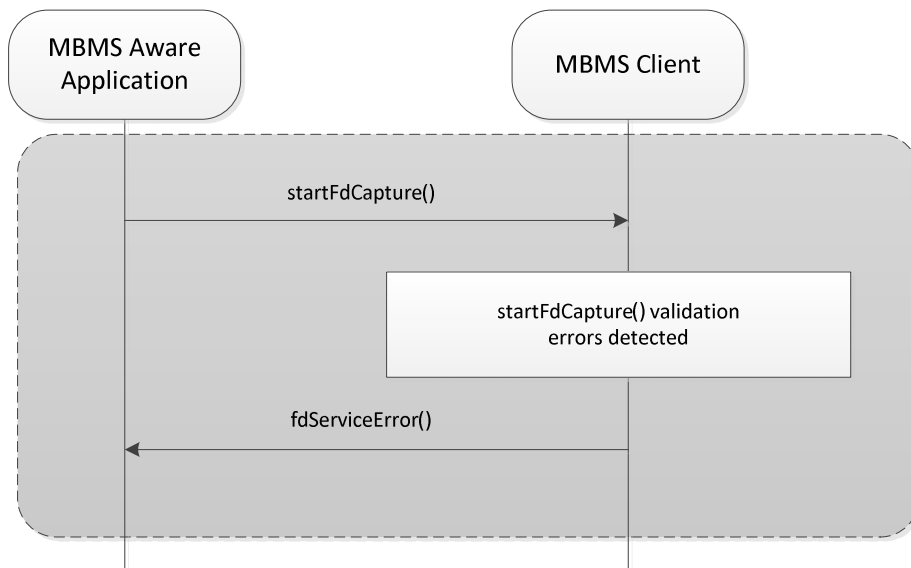 MBMS Aware
Application
MBMS Client
startFdCapture()
startFdCapture() validation
errors detected
fdServiceError()